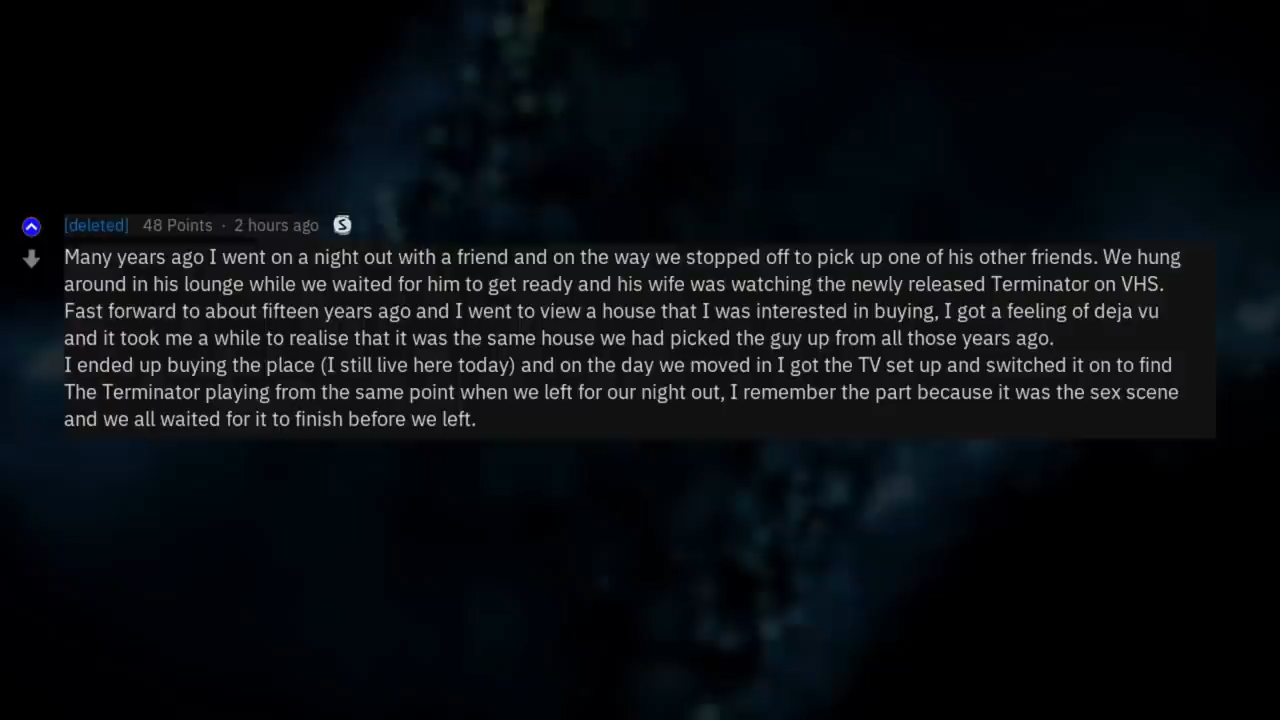 [deleted] 48 Points · 2 hours ago S
Many years ago I went on a night out with a friend and on the way we stopped off to pick up one of his other friends. We hung
around in his lounge while we waited for him to get ready and his wife was watching the newly released Terminator on VHS.
Fast forward to about fifteen years ago and I went to view a house that I was interested in buying, I got a feeling of deja vu
and it took me a while to realise that it was the same house we had picked the guy up from all those years ago.
I ended up buying the place (I still live here today) and on the day we moved in I got the TV set up and switched it on to find
The Terminator playing from the same point when we left for our night out, I remember the part because it was the sex scene
and we all waited for it to finish before we left.